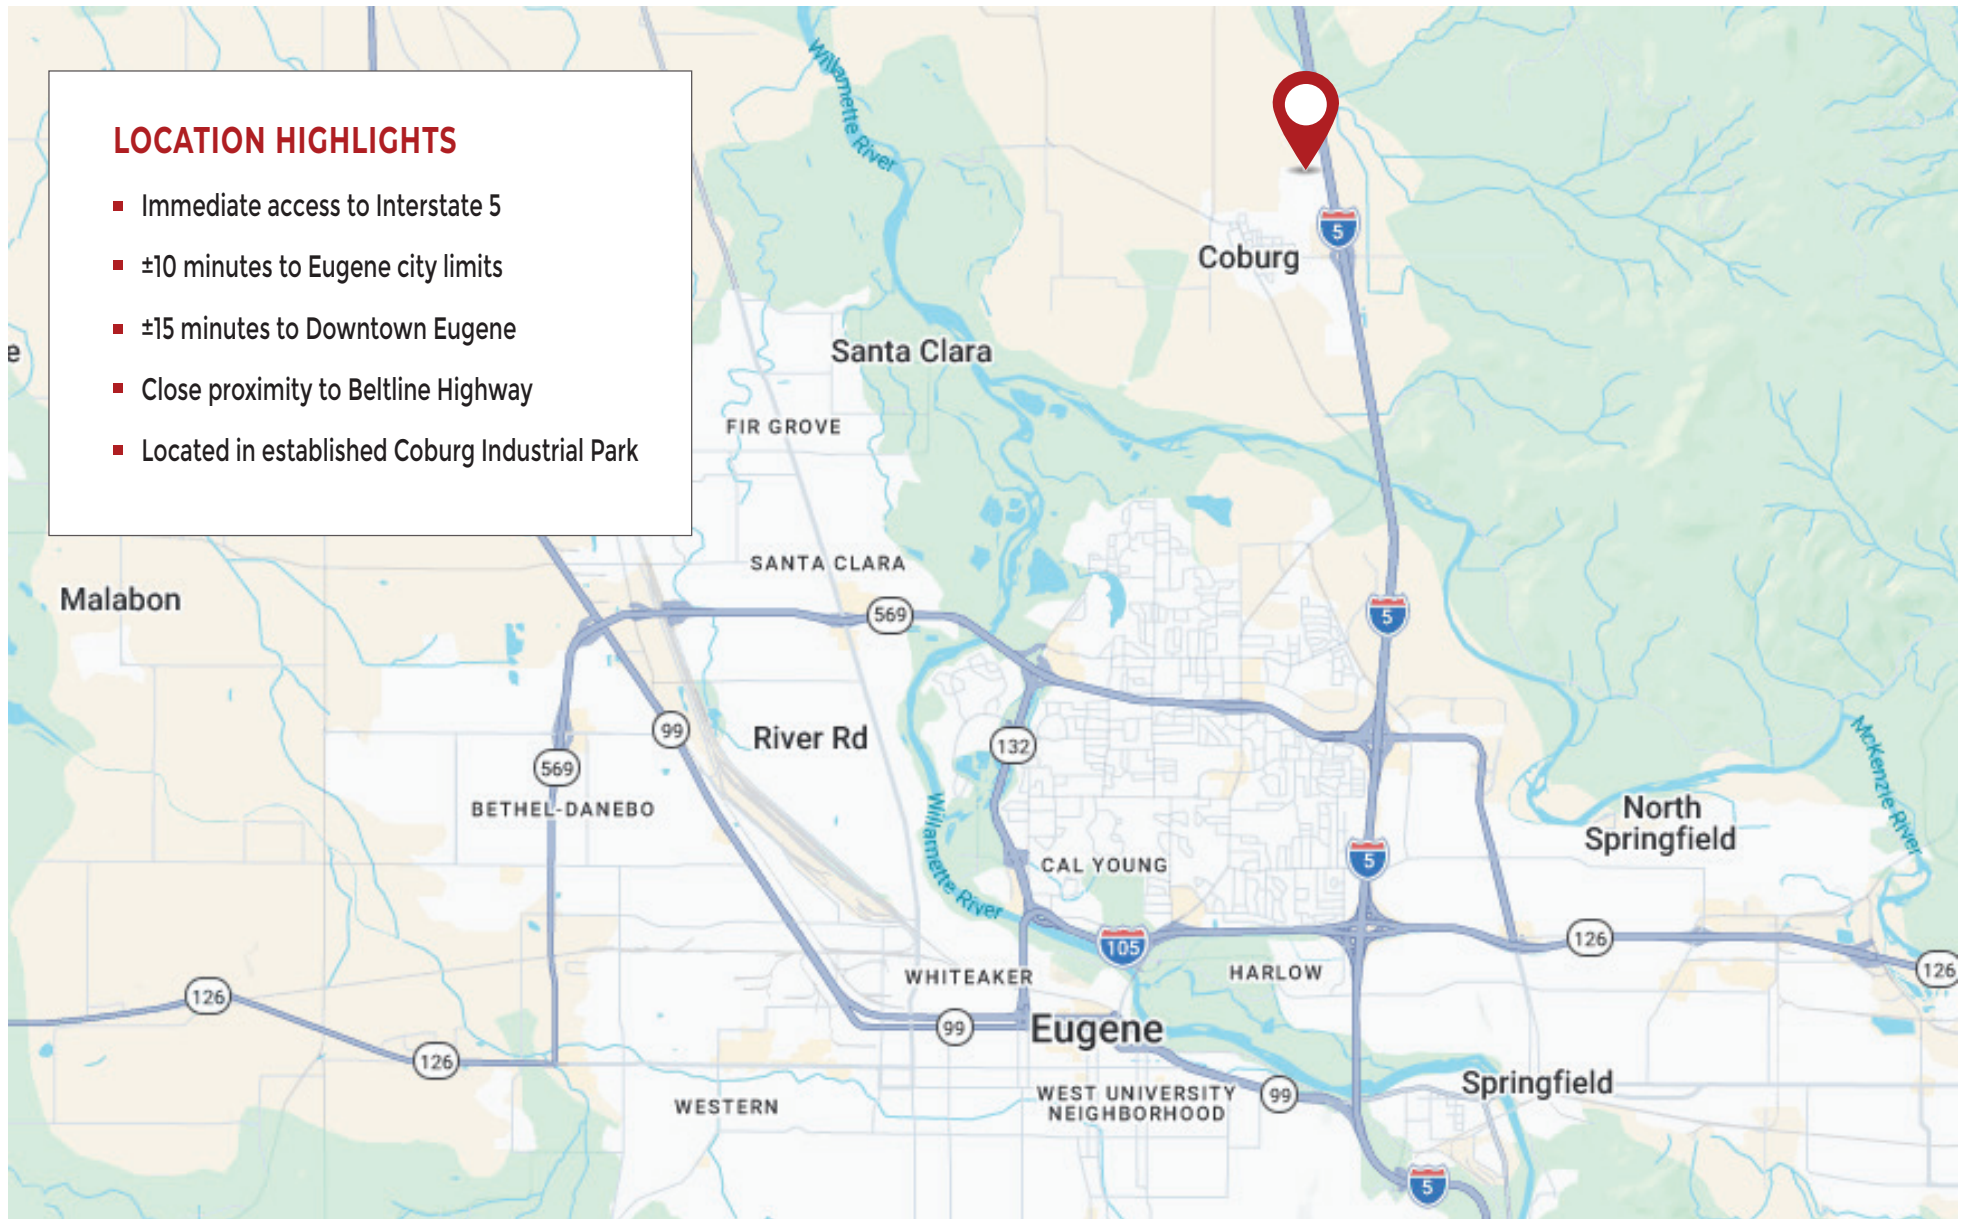 LOCATION HIGHLIGHTS
Immediate access to Interstate 5
±10 minutes to Eugene city limits
±15 minutes to Downtown Eugene
Close proximity to Beltline Highway
Located in established Coburg Industrial Park
Willamette River
5
Coburg
e
Santa Clara
FIR GROVE
SANTA CLARA
Malabon
569
5
99
River Rd
132
569
McKenzie River
BETHEL-DANEBO
North
Springfield
Willamette River
CAL YOUNG
5
105
126
WHITEAKER
HARLOW
126
126
99
Eugene
126
Springfield
WEST UNIVERSITY
NEIGHBORHOOD
99
WESTERN
5